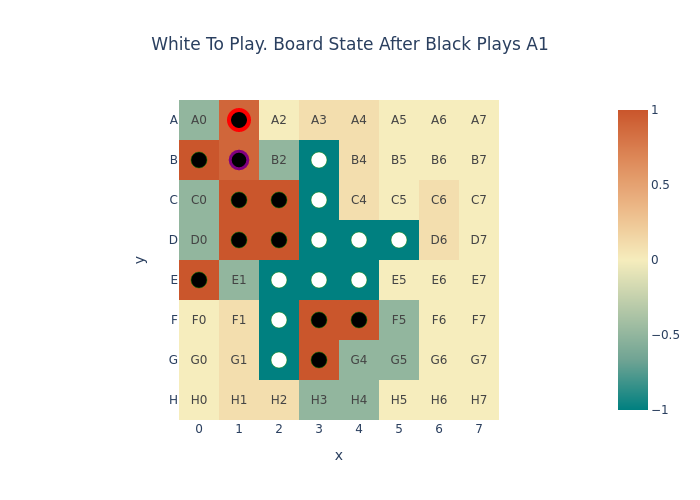 White To Play. Board State After Black Plays A1
A A0 A2 A3 A4 A5 A6 A7
B B2 B4 B5 B6 B7
C C0 C4 C5 C6 C7
D D0 D6 D7
E E1 E5 E6 E7
F F0 F1 F5 F6 F7
G G0 G1 G4 G5 G6 G7
H H0 H1 H2 H3 H4 H5 H6 H7
0 1 2 3 4 5 6 7
x
y
1
0.5
0
−0.5
−1